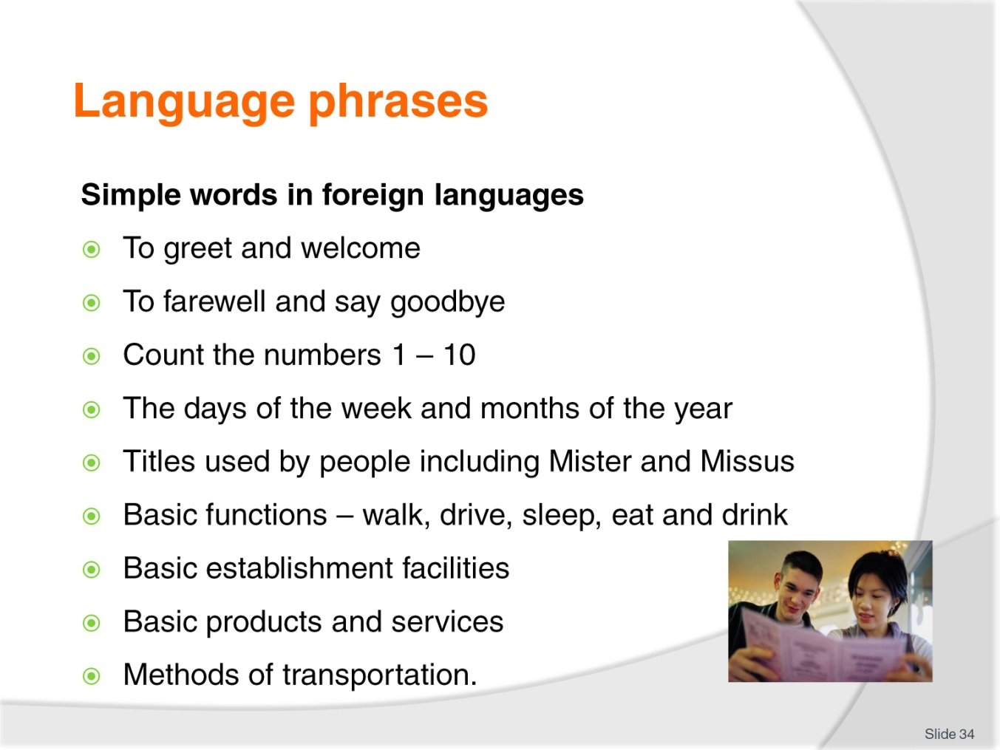 Language phrases
Simple words in foreign languages
To greet and welcome
To farewell and say goodbye
Count the numbers 1 – 10
The days of the week and months of the year
Titles used by people including Mister and Missus
Basic functions – walk, drive, sleep, eat and drink
Basic establishment facilities
Basic products and services
Methods of transportation.
Slide 34